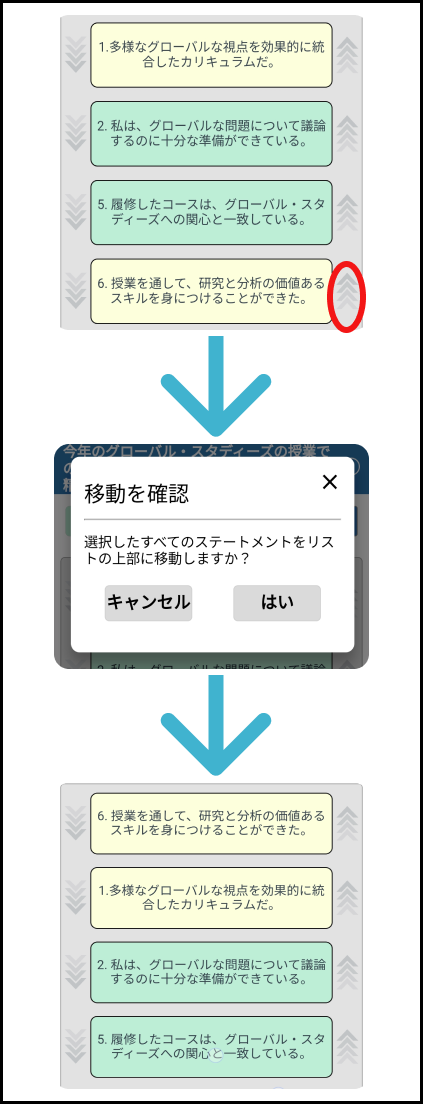 1.多様なグローバルな視点を効果的に統
合したカリキュラムだ。
2. 私は、グローバルな問題について議論
するのに十分な準備ができている。
5. 履修したコースは、グローバル・スタ
ディーズへの関心と一致している。
6. 授業を通して、研究と分析の価値ある
スキルを身につけることができた。
今年のグローバル・スタディーズの授業で
移動を確認
選択したすべてのステートメントをリス
トの上部に移動しますか？
キャンセル
はい
6. 授業を通して、研究と分析の価値ある
スキルを身につけることができた。
1.多様なグローバルな視点を効果的に統
合したカリキュラムだ。
2. 私は、グローバルな問題について議論
するのに十分な準備ができている。
5. 履修したコースは、グローバル・スタ
ディーズへの関心と一致している。